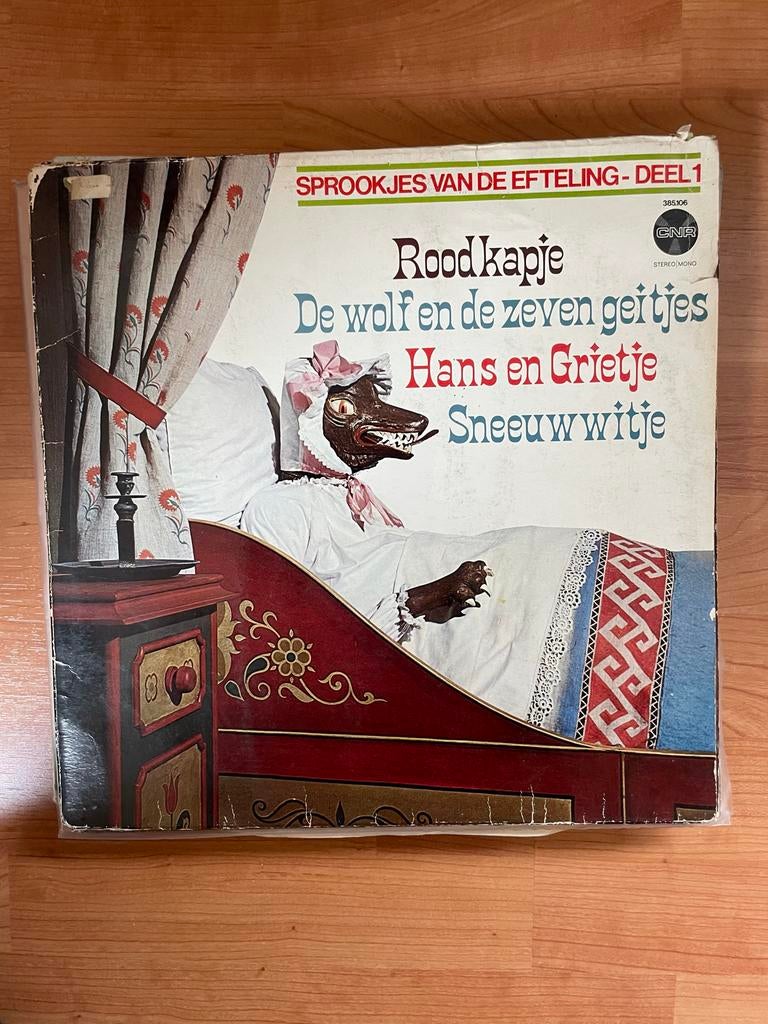 SPROOKJES VAN DE EFTELING - DEEL 1
385.106
CNR
STEREO|MONO
Roodkapje
De wolf en de zeven geitjes
Hans en Grietje
Sneeuwwitje